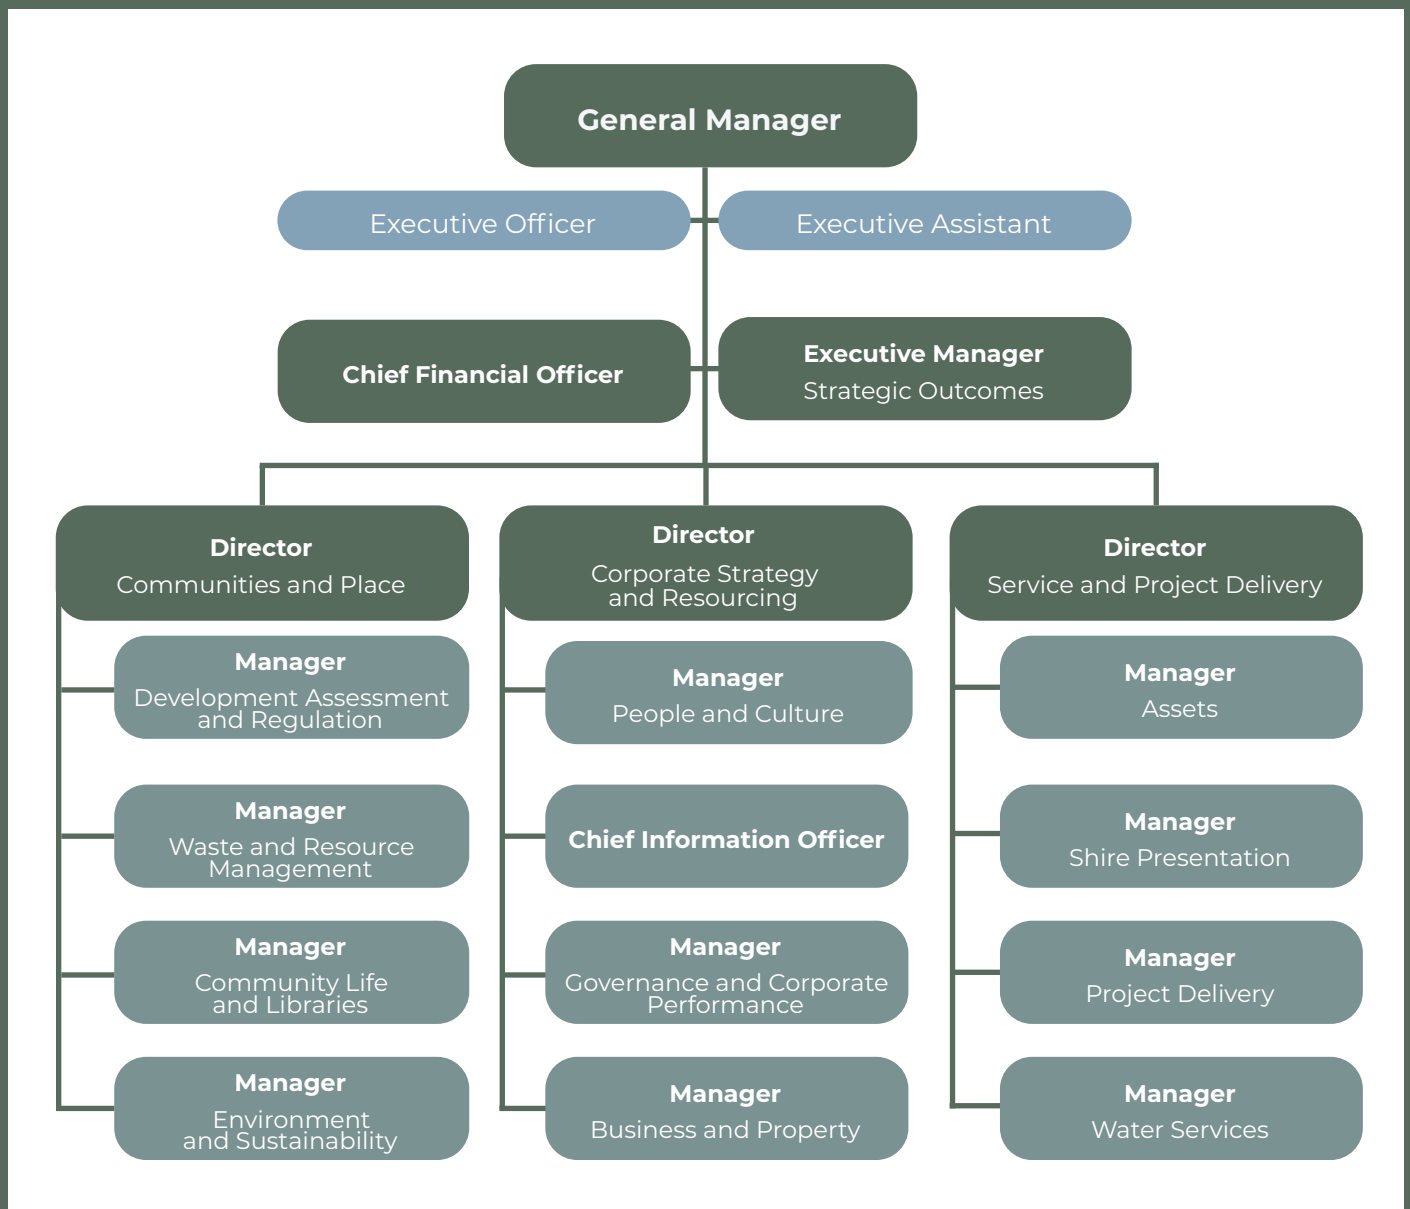 General Manager
Executive Officer
Executive Assistant
Chief Financial Officer
Executive Manager
Strategic Outcomes
Director
Communities and Place
Manager
Development Assessment
and Regulation
Manager
Waste and Resource
Management
Manager
Community Life
and Libraries
Manager
Environment
and Sustainability
Director
Corporate Strategy
and Resourcing
Manager
People and Culture
Chief Information Officer
Manager
Governance and Corporate
Performance
Manager
Business and Property
Director
Service and Project Delivery
Manager
Assets
Manager
Shire Presentation
Manager
Project Delivery
Manager
Water Services